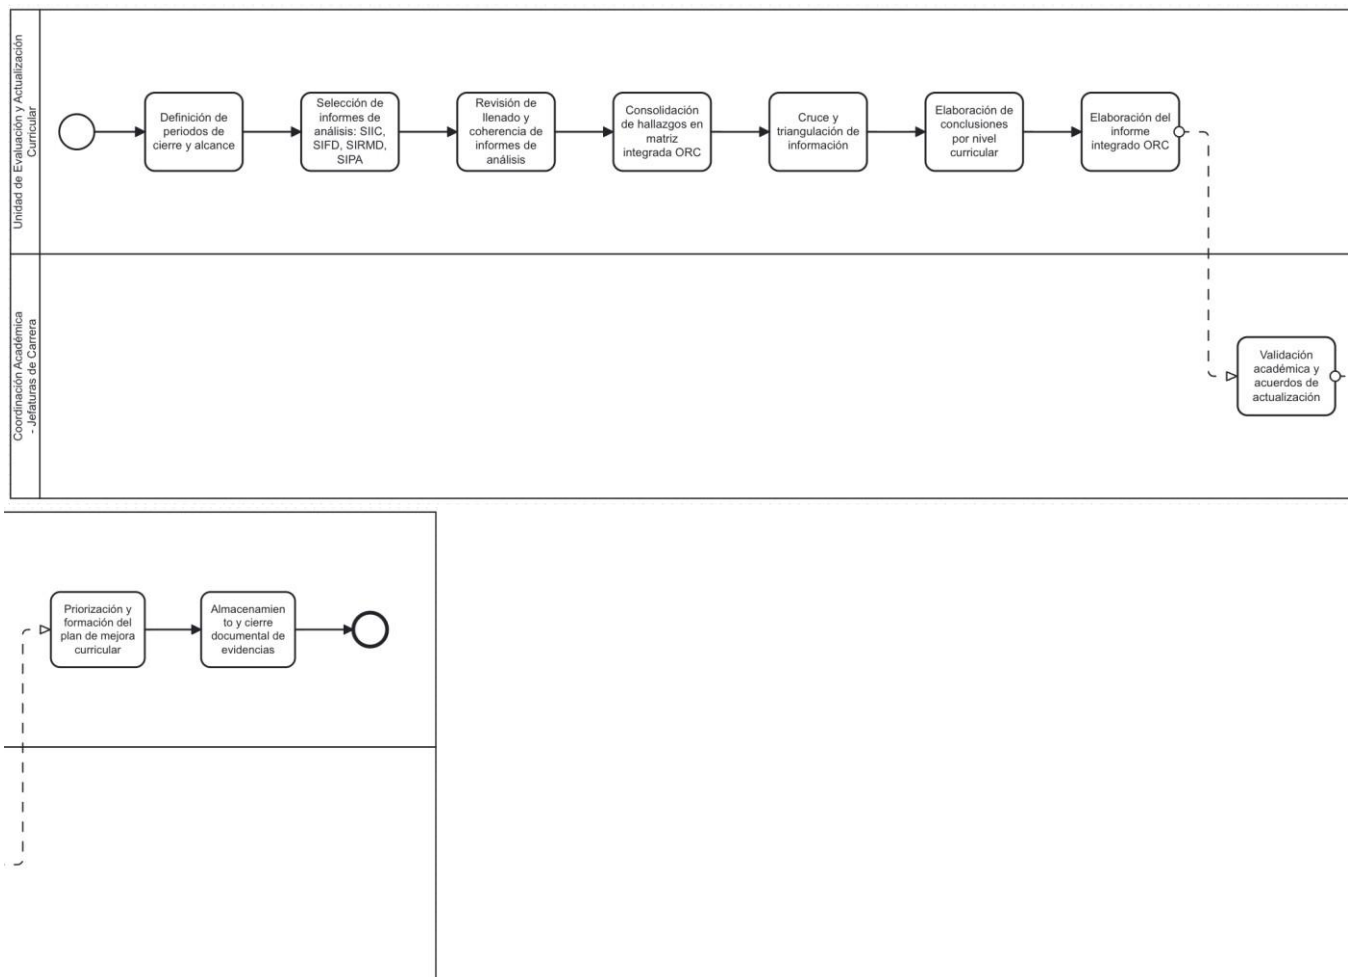 Unidad de Evaluación y Actualización
Curricular
Definición de
periodos de
cierre y alcance
Selección de
informes de
análisis: SIIC,
SIFD, SIRMD,
SIPA
Revisión de
llenado y
coherencia de
informes de
análisis
Consolidación
de hallazgos en
matriz
integrada ORC
Cruce y
triangulación de
información
Elaboración de
conclusiones
por nivel
curricular
Elaboración del
informe
integrado ORC
Coordinación Académica
- Jefaturas de Carrera
Validación
académica y
acuerdos de
actualización
Priorización y
formación del
plan de mejora
curricular
Almacenamien
to y cierre
documental de
evidencias